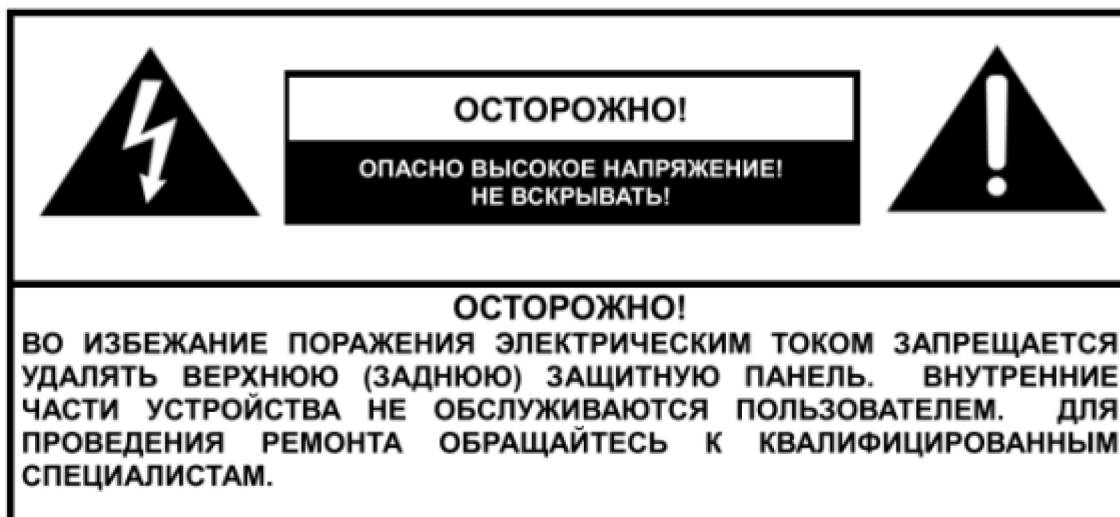 ОСТОРОЖНО!
ОПАСНО ВЫСОКОЕ НАПРЯЖЕНИЕ!
НЕ ВСКРЫВАТЬ!
ОСТОРОЖНО!
ВО ИЗБЕЖАНИЕ ПОРАЖЕНИЯ ЭЛЕКТРИЧЕСКИМ ТОКОМ ЗАПРЕЩАЕТСЯ
УДАЛЯТЬ ВЕРХНЮЮ (ЗАДНЮЮ) ЗАЩИТНУЮ ПАНЕЛЬ. ВНУТРЕННИЕ
ЧАСТИ УСТРОЙСТВА НЕ ОБСЛУЖИВАЮТСЯ ПОЛЬЗОВАТЕЛЕМ. ДЛЯ
ПРОВЕДЕНИЯ РЕМОНТА ОБРАЩАЙТЕСЬ К КВАЛИФИЦИРОВАННЫМ
СПЕЦИАЛИСТАМ.